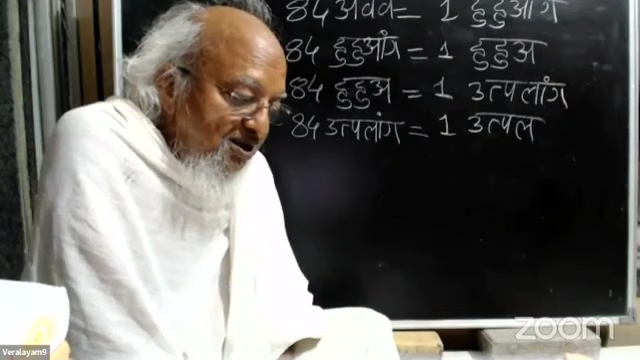 84 अवव = 1 हुहुआंग
84 हुहुआंग = 1 हुहुअ
84 हुहुअ = 1 उत्पलांग
84 उत्पलांग = 1 उत्पल
zoom
Veralayam9